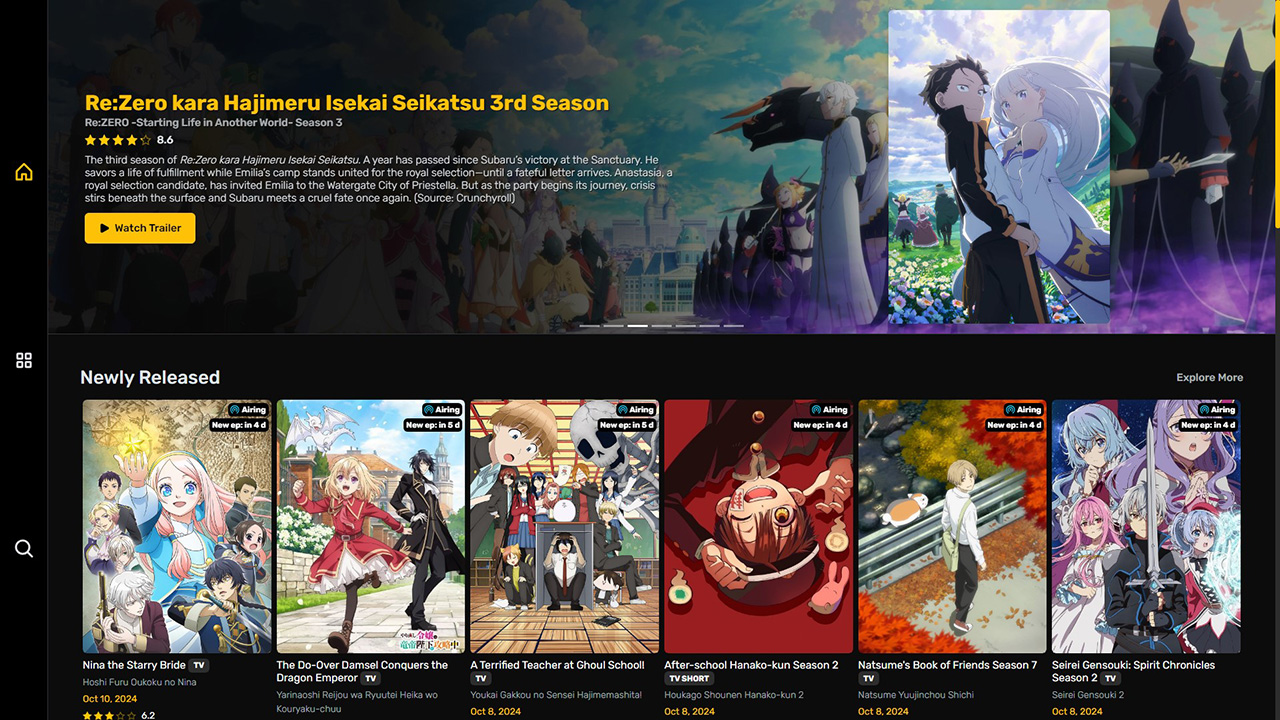 Re:Zero kara Hajimeru Isekai Seikatsu 3rd Season
Re:ZERO -Starting Life in Another World- Season 3
8.6
The third season of Re:Zero kara Hajimeru Isekai Seikatsu. A year has passed since Subaru's victory at the Sanctuary. He
savors a life of fulfillment while Emilia's camp stands united for the royal selection—until a fateful letter arrives. Anastasia, a
royal selection candidate, has invited Emilia to the Watergate City of Priestella. But as the party begins its journey, crisis
stirs beneath the surface and Subaru meets a cruel fate once again. (Source: Crunchyroll)
Watch Trailer
Newly Released
Explore More
Airing
New ep: in 4 d
Nina the Starry Bride TV
Hoshi Furu Oukoku no Nina
Oct 10, 2024
6.2
Airing
New ep: in 5 d
The Do-Over Damsel Conquers the
Dragon Emperor TV
Yarinaoshi Reijou wa Ryuutei Heika wo
Kouryaku-chuu
Airing
New ep: in 5 d
A Terrified Teacher at Ghoul School!
TV
Youkai Gakkou no Sensei Hajimemashita!
Oct 8, 2024
Airing
New ep: in 4 d
After-school Hanako-kun Season 2
TV SHORT
Houkago Shounen Hanako-kun 2
Oct 8, 2024
Airing
New ep: in 4 d
Natsume's Book of Friends Season 7
TV
Natsume Yuujinchou Shichi
Oct 8, 2024
Airing
New ep: in 4 d
Seirei Gensouki: Spirit Chronicles
Season 2 TV
Seirei Gensouki 2
Oct 8, 2024